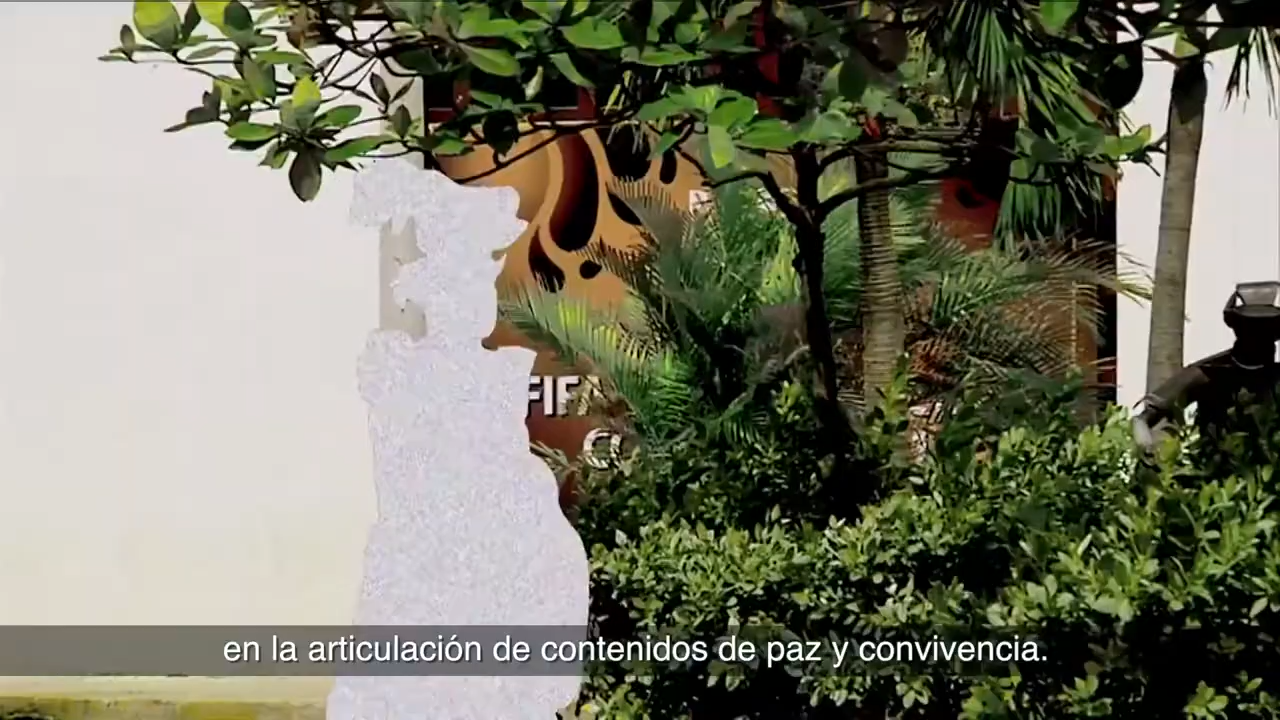 FIFA
en la articulación de contenidos de paz y convivencia.